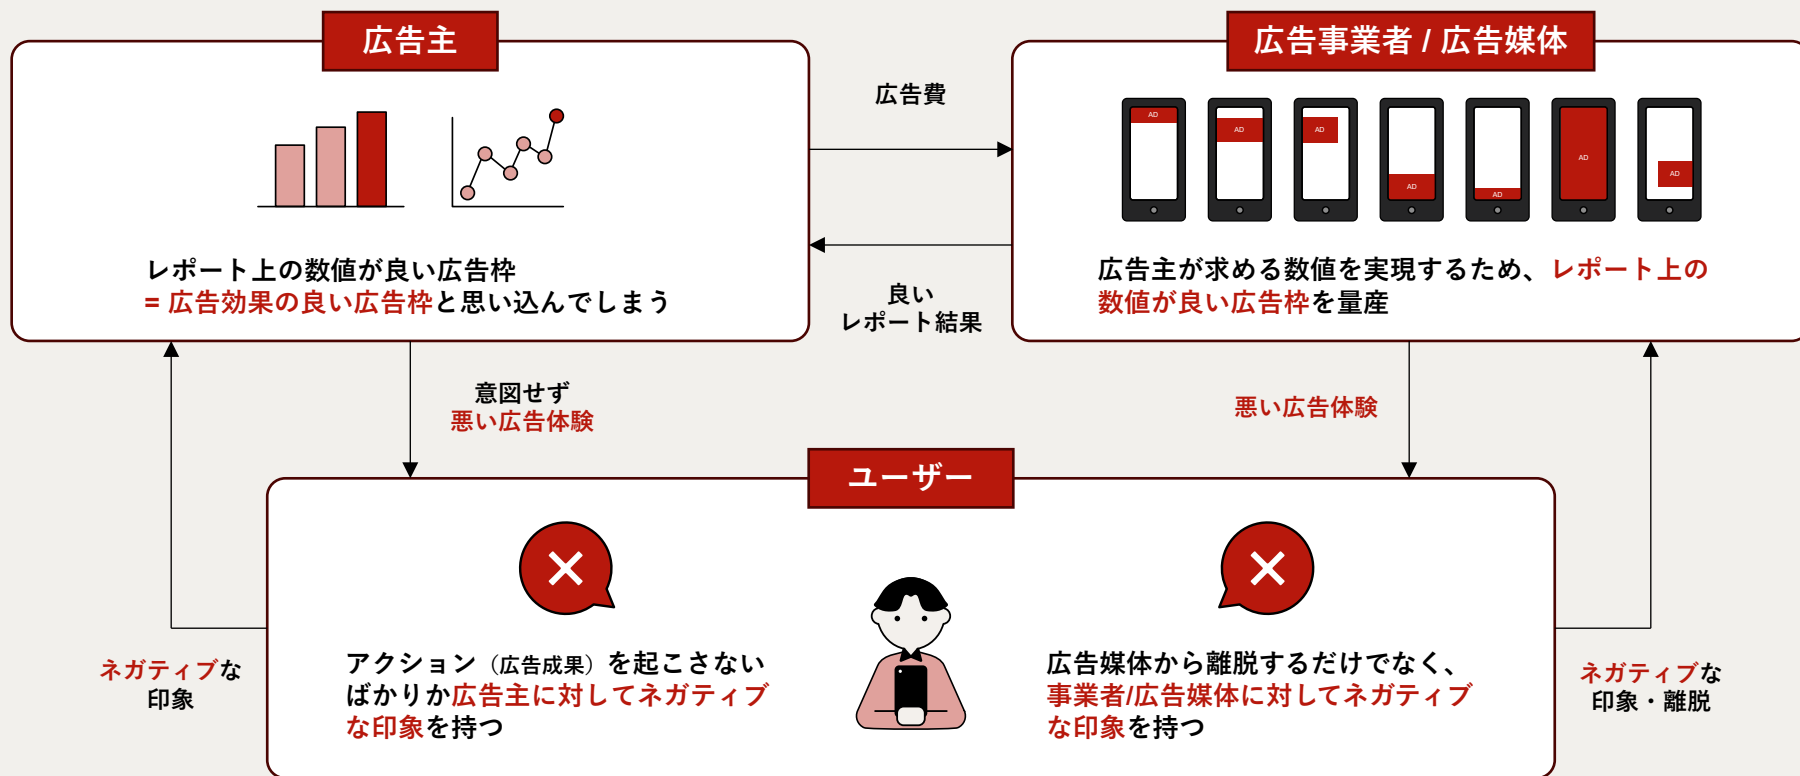 広告主
レポート上の数値が良い広告枠
= 広告効果の良い広告枠と思い込んでしまう
広告費
良い
レポート結果
広告事業者 / 広告媒体
AD
AD
AD
AD
AD
AD
AD
広告主が求める数値を実現するため、レポート上の
数値が良い広告枠を量産
意図せず
悪い広告体験
悪い広告体験
ユーザー
アクション（広告成果）を起こさない
ばかりか広告主に対してネガティブ
な印象を持つ
広告媒体から離脱するだけでなく、
事業者/広告媒体に対してネガティブ
な印象を持つ
ネガティブな
印象
ネガティブな
印象・離脱